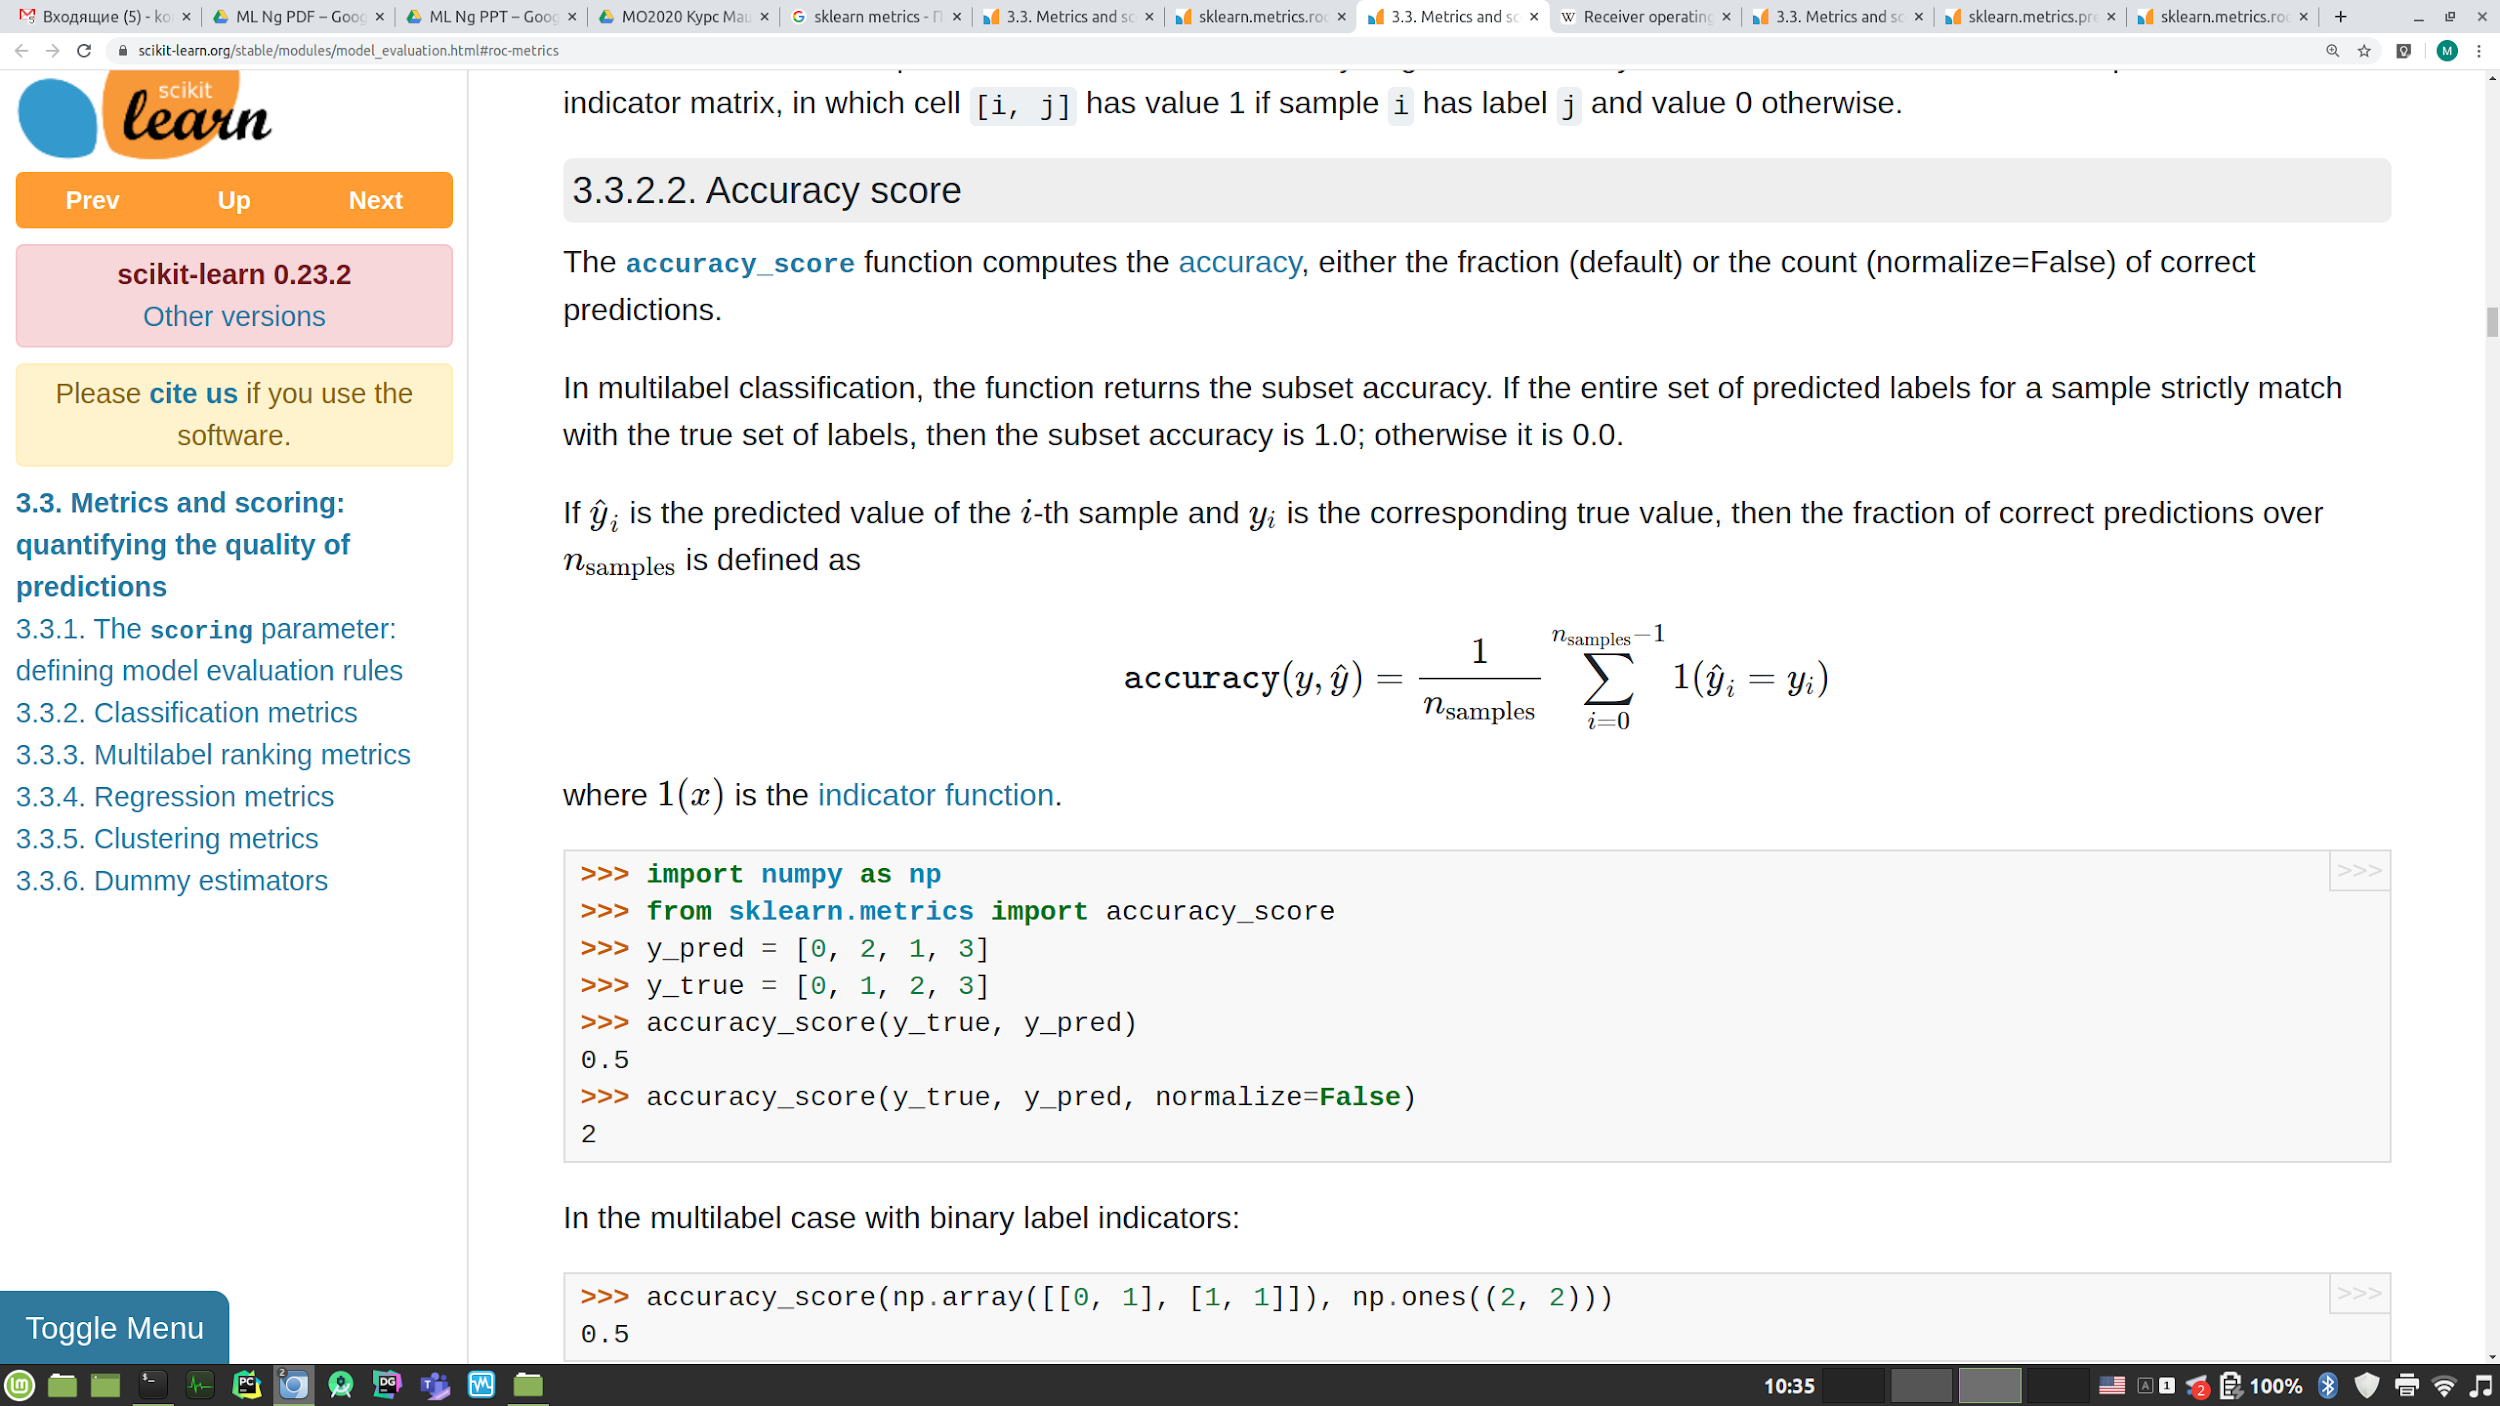 Входящие (5) - ko
ML Ng PDF – Goog
ML Ng PPT – Goog
МО2020 Курс Маш
sklearn metrics - П
3.3. Metrics and sc
sklearn.metrics.roc
3.3. Metrics and sc
Receiver operating
3.3. Metrics and sc
sklearn.metrics.pre
sklearn.metrics.roc
scikit-learn.org/stable/modules/model_evaluation.html#roc-metrics
M
scikit
learn
Prev Up Next
scikit-learn 0.23.2
Other versions
Please cite us if you use the
software.
3.3. Metrics and scoring:
quantifying the quality of
predictions
3.3.1. The scoring parameter:
defining model evaluation rules
3.3.2. Classification metrics
3.3.3. Multilabel ranking metrics
3.3.4. Regression metrics
3.3.5. Clustering metrics
3.3.6. Dummy estimators
Toggle Menu
indicator matrix, in which cell [i, j] has value 1 if sample i has label j and value 0 otherwise.
3.3.2.2. Accuracy score
The accuracy_score function computes the accuracy, either the fraction (default) or the count (normalize=False) of correct
predictions.
In multilabel classification, the function returns the subset accuracy. If the entire set of predicted labels for a sample strictly match
with the true set of labels, then the subset accuracy is 1.0; otherwise it is 0.0.
If ŷᵢ is the predicted value of the i-th sample and yᵢ is the corresponding true value, then the fraction of correct predictions over
n_samples is defined as
accuracy(y, ŷ) = 1/n_samples ∑_{i=0}^{n_samples−1} 1(ŷᵢ = yᵢ)
where 1(x) is the indicator function.
>>>
>>> import numpy as np
>>> from sklearn.metrics import accuracy_score
>>> y_pred = [0, 2, 1, 3]
>>> y_true = [0, 1, 2, 3]
>>> accuracy_score(y_true, y_pred)
0.5
>>> accuracy_score(y_true, y_pred, normalize=False)
2
In the multilabel case with binary label indicators:
>>>
>>> accuracy_score(np.array([[0, 1], [1, 1]]), np.ones((2, 2)))
0.5
10:35
A 1 2 100%